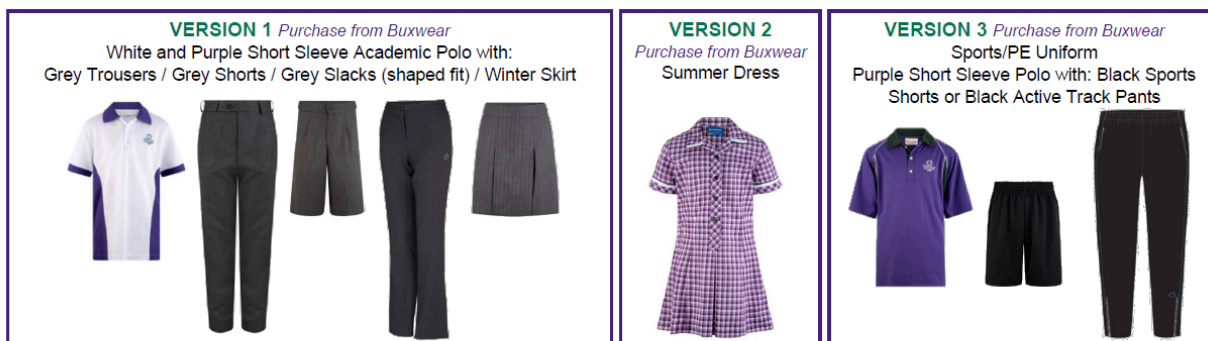 VERSION 1 Purchase from Buxwear
White and Purple Short Sleeve Academic Polo with:
Grey Trousers / Grey Shorts / Grey Slacks (shaped fit) / Winter Skirt
VERSION 2
Purchase from Buxwear
Summer Dress
VERSION 3 Purchase from Buxwear
Sports/PE Uniform
Purple Short Sleeve Polo with: Black Sports
Shorts or Black Active Track Pants